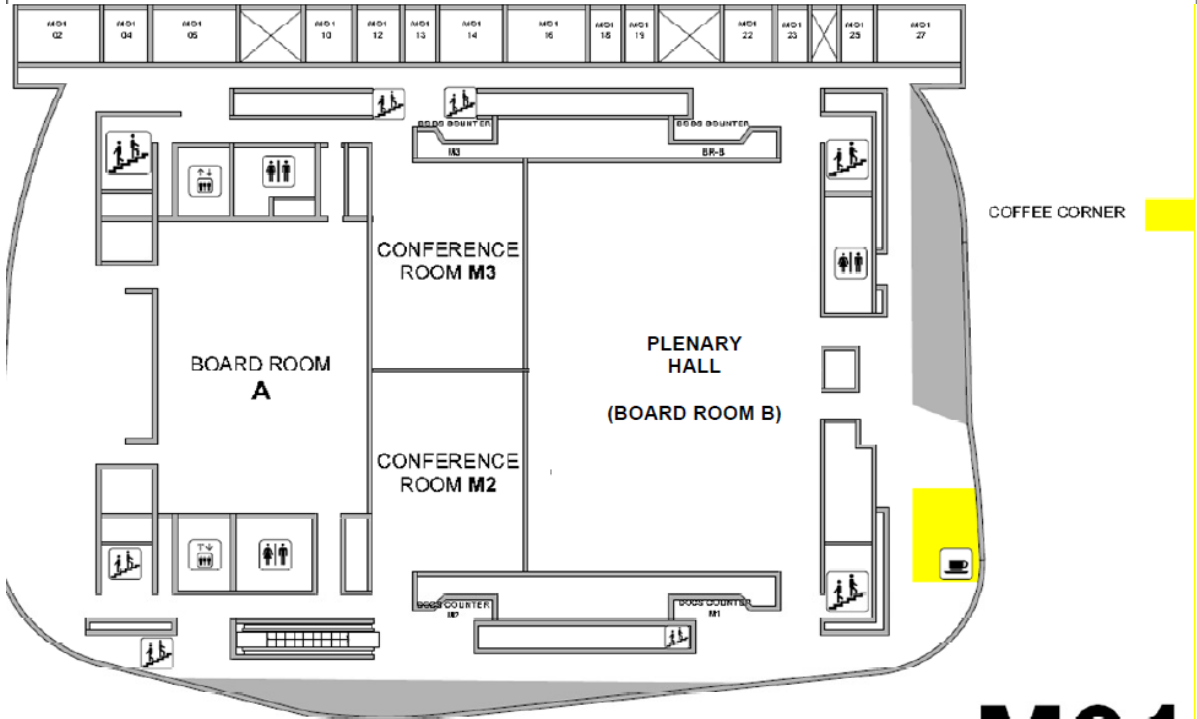 M01
02
M01
04
M01
05
M01
10
M01
12
M01
13
M01
14
M01
16
M01
18
M01
19
M01
22
M01
23
M01
25
M01
27
DOCS COUNTER
M3
DOCS COUNTER
BR-B
COFFEE CORNER
CONFERENCE
ROOM M3
PLENARY
HALL
(BOARD ROOM B)
BOARD ROOM
A
CONFERENCE
ROOM M2
DOCS COUNTER
M2
DOCS COUNTER
M1